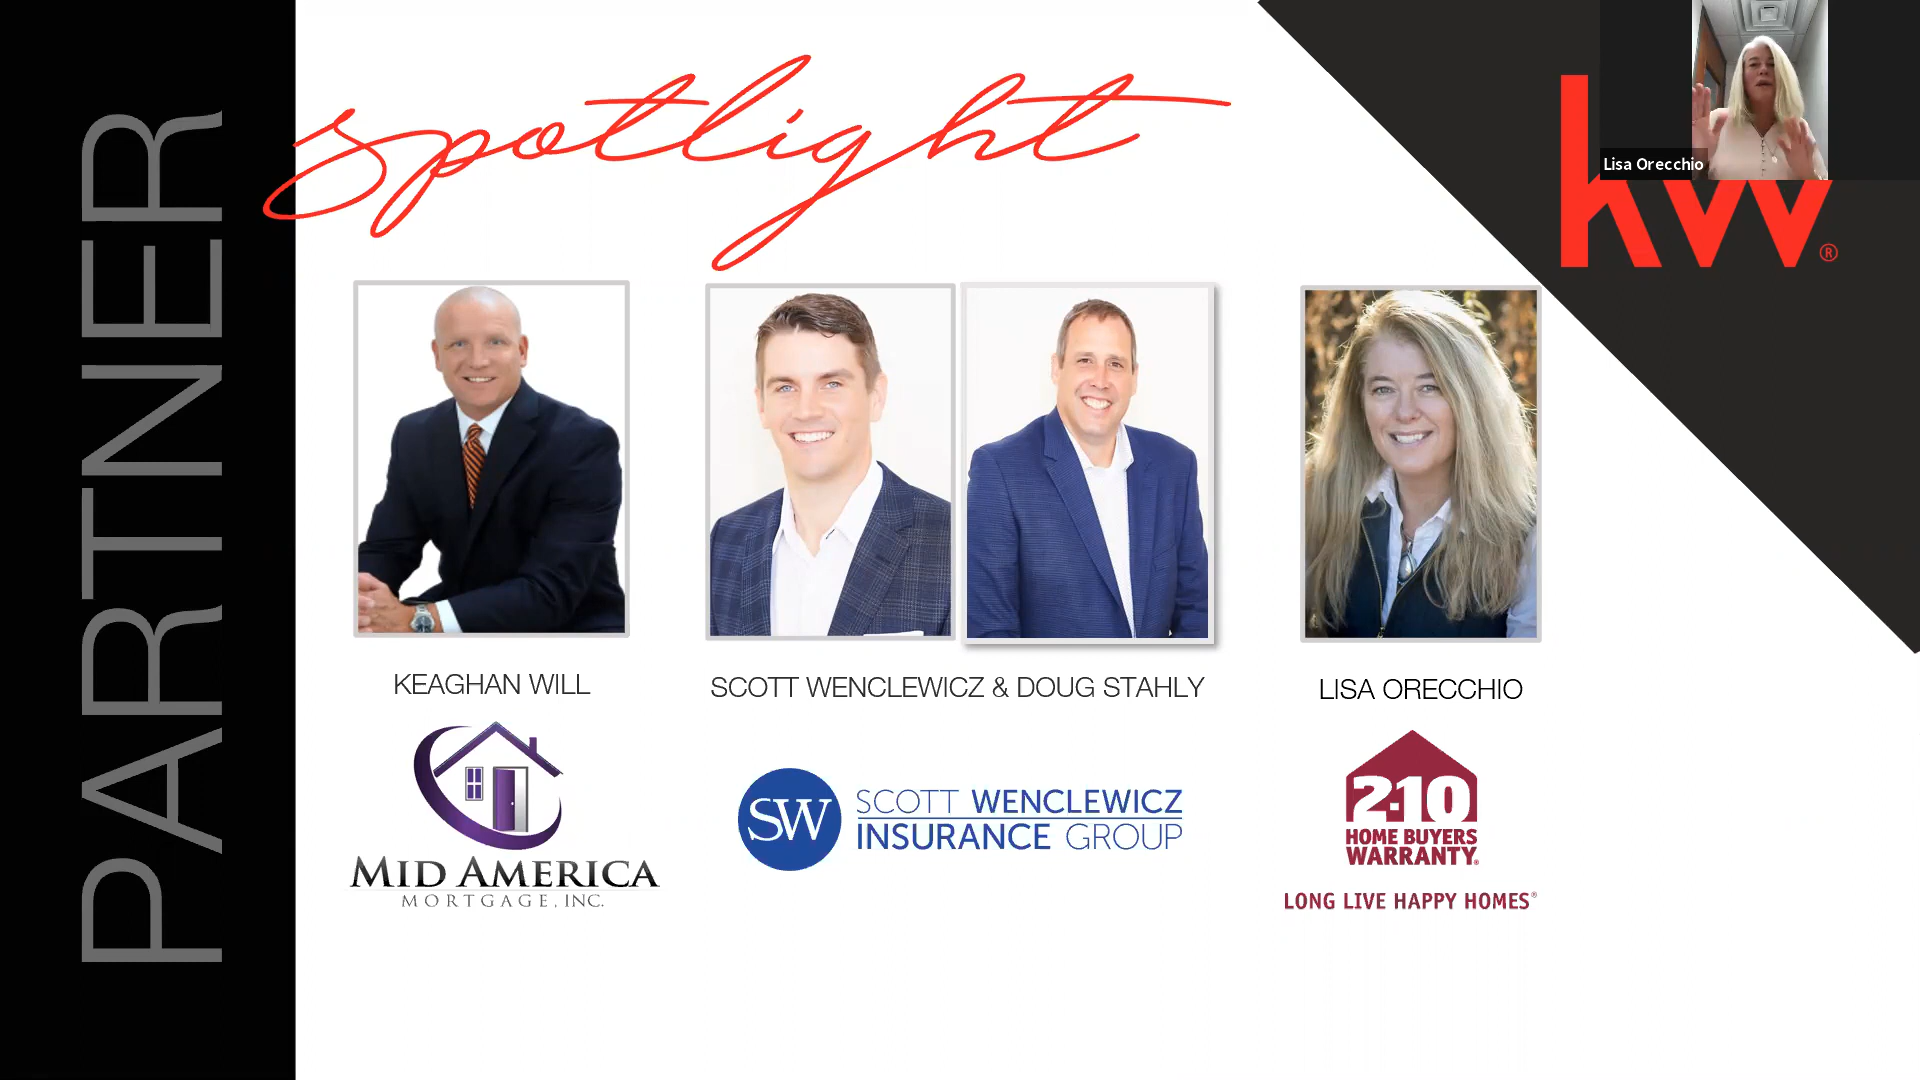 PARTNER
spotlight
Lisa Orecchio
kw®
KEAGHAN WILL
SCOTT WENCLEWICZ & DOUG STAHLY
LISA ORECCHIO
MID AMERICA
MORTGAGE, INC.
SW
SCOTT WENCLEWICZ
INSURANCE GROUP
2-10
HOME BUYERS
WARRANTY®
LONG LIVE HAPPY HOMES®